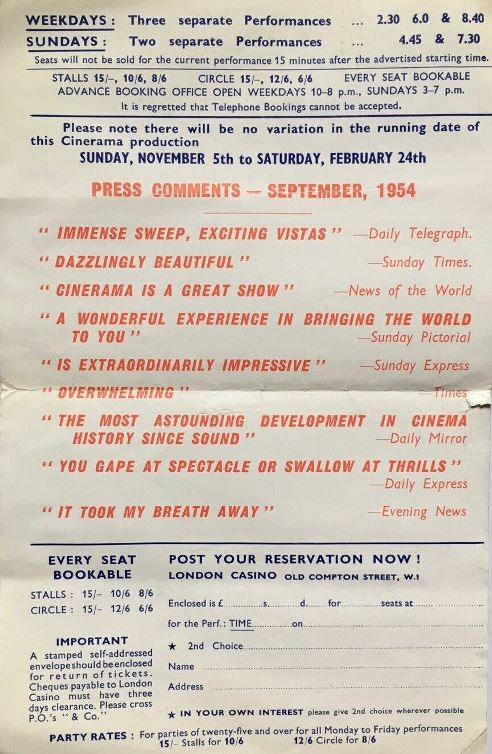 WEEKDAYS : Three separate Performances ... 2.30 6.0 & 8.40
SUNDAYS : Two separate Performances ... 4.45 & 7.30
Seats will not be sold for the current performance 15 minutes after the advertised starting time.
STALLS 15/-, 10/6, 8/6 CIRCLE 15/-, 12/6, 6/6 EVERY SEAT BOOKABLE
ADVANCE BOOKING OFFICE OPEN WEEKDAYS 10–8 p.m., SUNDAYS 3–7 p.m.
It is regretted that Telephone Bookings cannot be accepted.
Please note there will be no variation in the running date of
this Cinerama production
SUNDAY, NOVEMBER 5th to SATURDAY, FEBRUARY 24th
PRESS COMMENTS — SEPTEMBER, 1954
“ IMMENSE SWEEP, EXCITING VISTAS ” —Daily Telegraph.
“ DAZZLINGLY BEAUTIFUL ” —Sunday Times.
“ CINERAMA IS A GREAT SHOW ” —News of the World
“ A WONDERFUL EXPERIENCE IN BRINGING THE WORLD
TO YOU ” —Sunday Pictorial
“ IS EXTRAORDINARILY IMPRESSIVE ” —Sunday Express
“ OVERWHELMING ” —Times
“ THE MOST ASTOUNDING DEVELOPMENT IN CINEMA
HISTORY SINCE SOUND ” —Daily Mirror
“ YOU GAPE AT SPECTACLE OR SWALLOW AT THRILLS ”
—Daily Express
“ IT TOOK MY BREATH AWAY ” —Evening News
EVERY SEAT
BOOKABLE
STALLS : 15/- 10/6 8/6
CIRCLE : 15/- 12/6 6/6
IMPORTANT
A stamped self-addressed
envelope should be enclosed
for return of tickets.
Cheques payable to London
Casino must have three
days clearance. Please cross
P.O.'s “ & Co.”
POST YOUR RESERVATION NOW !
LONDON CASINO OLD COMPTON STREET, W.1
Enclosed is £..........s..........d.......for..........seats at....................
for the Perf.: TIME..........on..............................
★ 2nd Choice..............................
Name ..............................
Address ..............................
★ IN YOUR OWN INTEREST please give 2nd choice wherever possible
PARTY RATES : For parties of twenty-five and over for all Monday to Friday performances
15/- Stalls for 10/6 12/6 Circle for 8/6